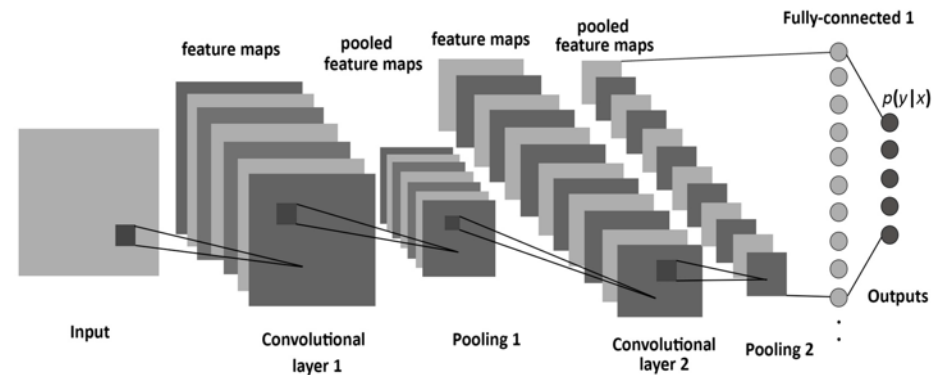 Fully-connected 1
feature maps
pooled
feature maps
feature maps
pooled
feature maps
p(y|x)
Input
Convolutional
layer 1
Pooling 1
Convolutional
layer 2
Pooling 2
Outputs